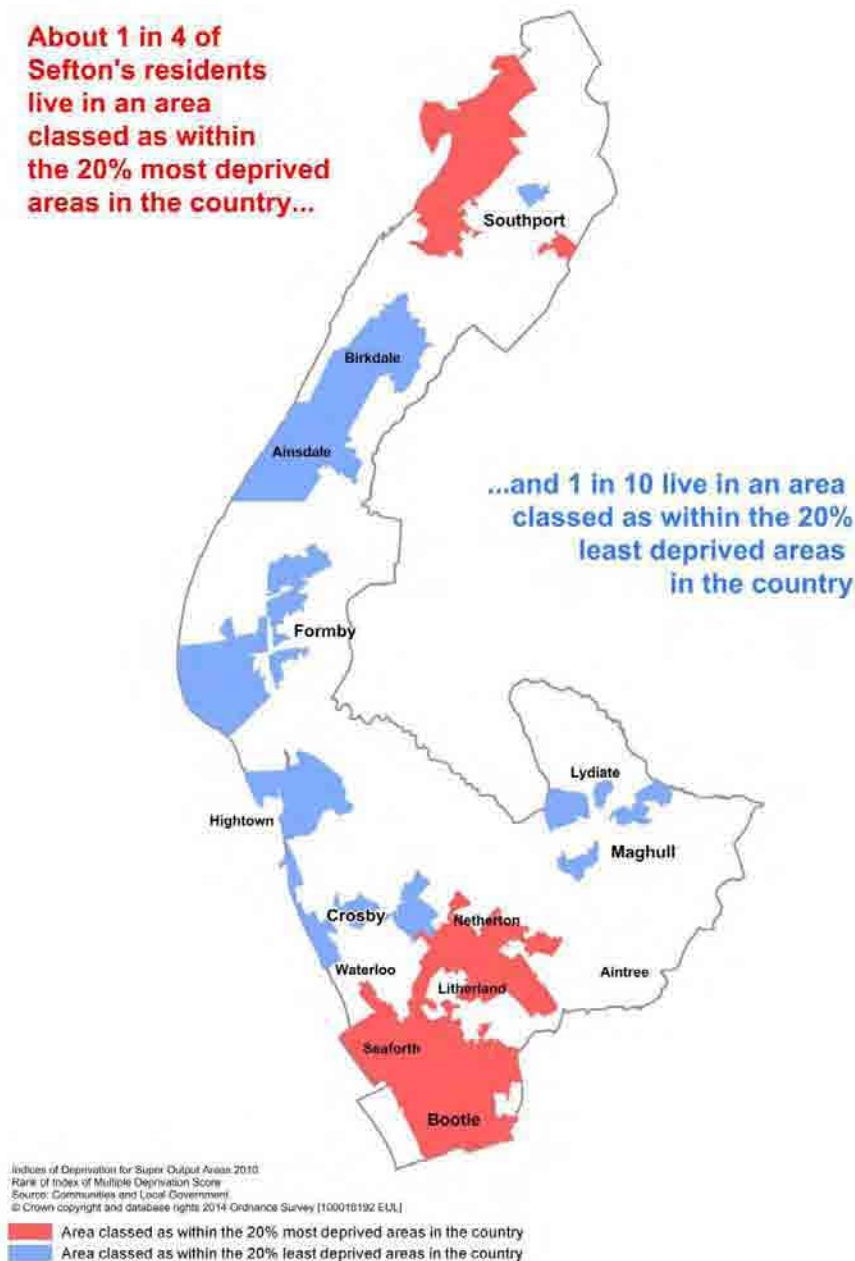 About 1 in 4 of
Sefton's residents
live in an area
classed as within
the 20% most deprived
areas in the country...
Southport
Birkdale
Ainsdale
...and 1 in 10 live in an area
classed as within the 20%
least deprived areas
in the country
Formby
Lydiate
Hightown
Maghull
Crosby
Netherton
Waterloo
Aintree
Litherland
Seaforth
Bootle
Indices of Deprivation for Super Output Areas 2010.
Rank of Index of Multiple Deprivation Score
Source: Communities and Local Government.
© Crown copyright and database rights 2014 Ordnance Survey [100018192 EUL]
Area classed as within the 20% most deprived areas in the country
Area classed as within the 20% least deprived areas in the country